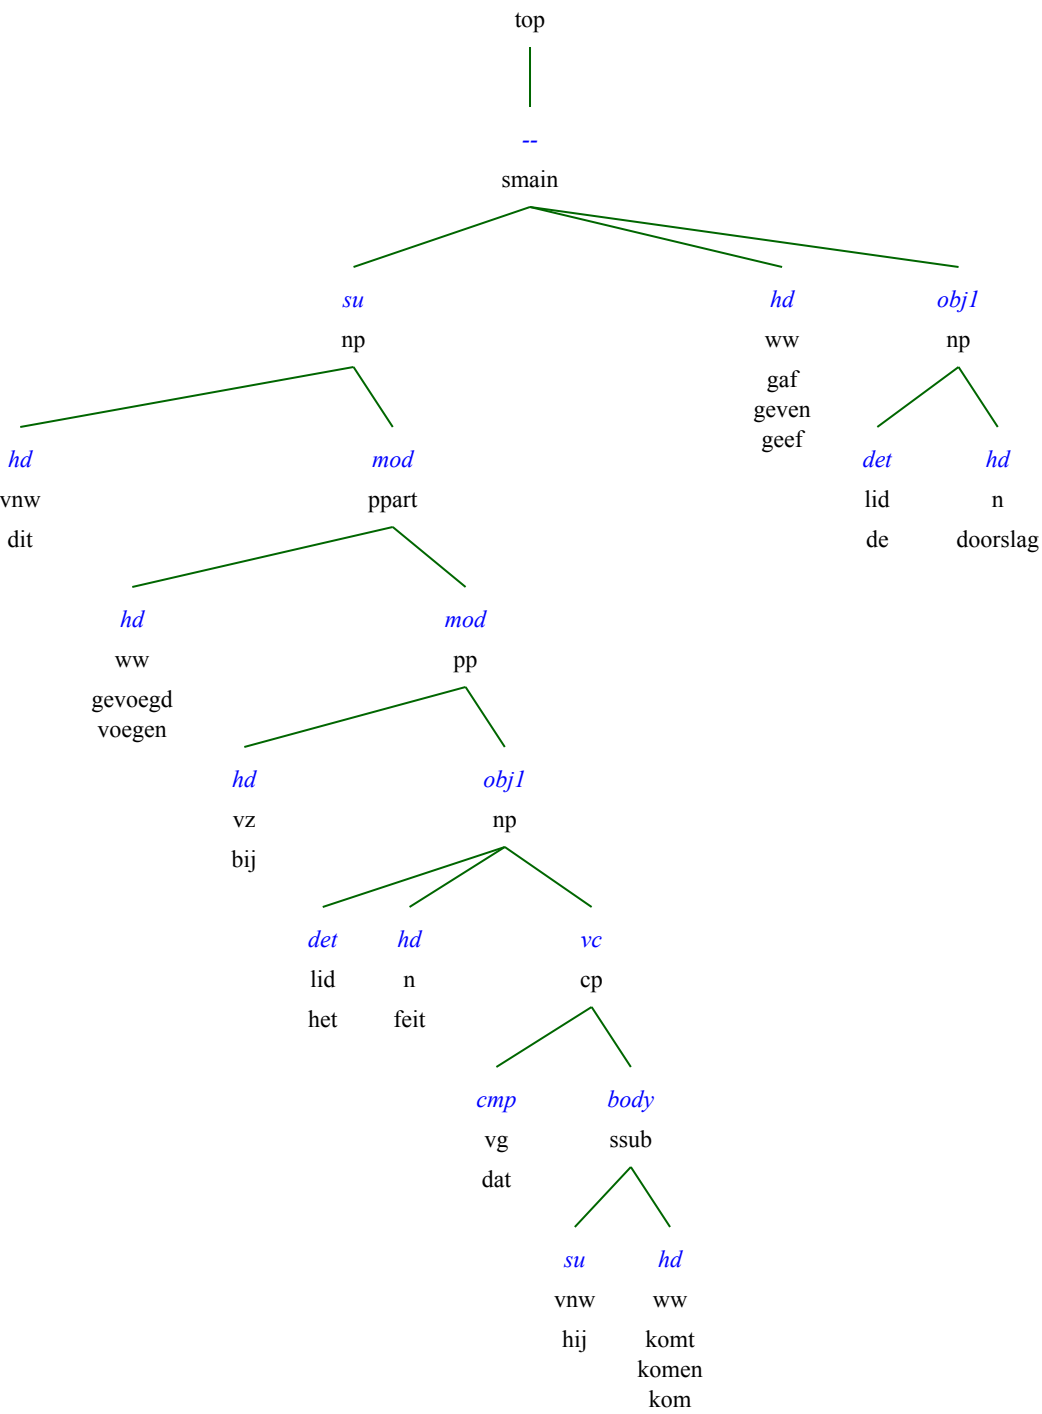 top
--
smain
su hd obj1
np ww np
gaf
geven
geef
hd mod det hd
vnw ppart lid n
dit de doorslag
hd mod
ww pp
gevoegd
voegen
hd obj1
vz np
bij
det hd vc
lid n cp
het feit
cmp body
vg ssub
dat
su hd
vnw ww
hij komt
komen
kom